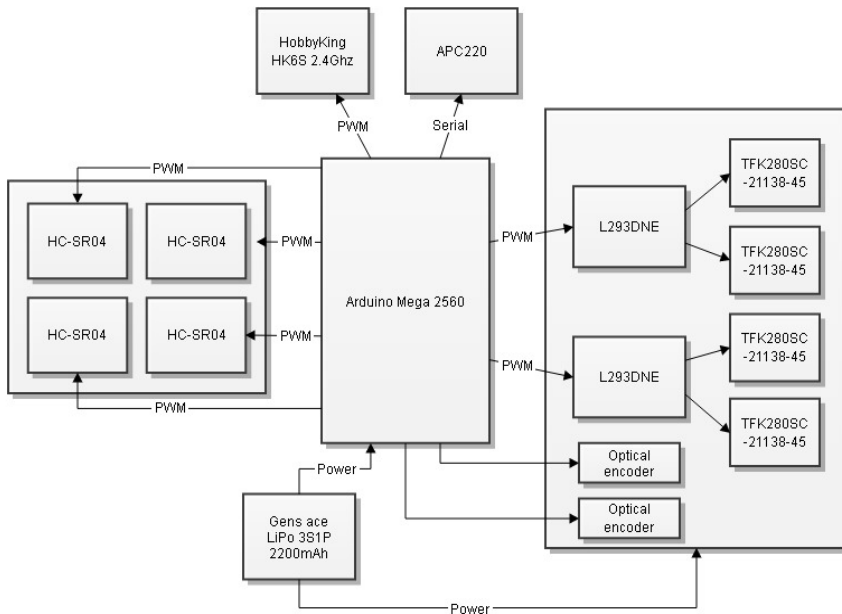 HobbyKing
HK6S 2.4Ghz
APC220
PWM
Serial
PWM
HC-SR04
HC-SR04
PWM
HC-SR04
HC-SR04
PWM
PWM
Arduino Mega 2560
PWM
L293DNE
TFK280SC
-21138-45
TFK280SC
-21138-45
PWM
L293DNE
TFK280SC
-21138-45
TFK280SC
-21138-45
Optical
encoder
Optical
encoder
Power
Gens ace
LiPo 3S1P
2200mAh
Power